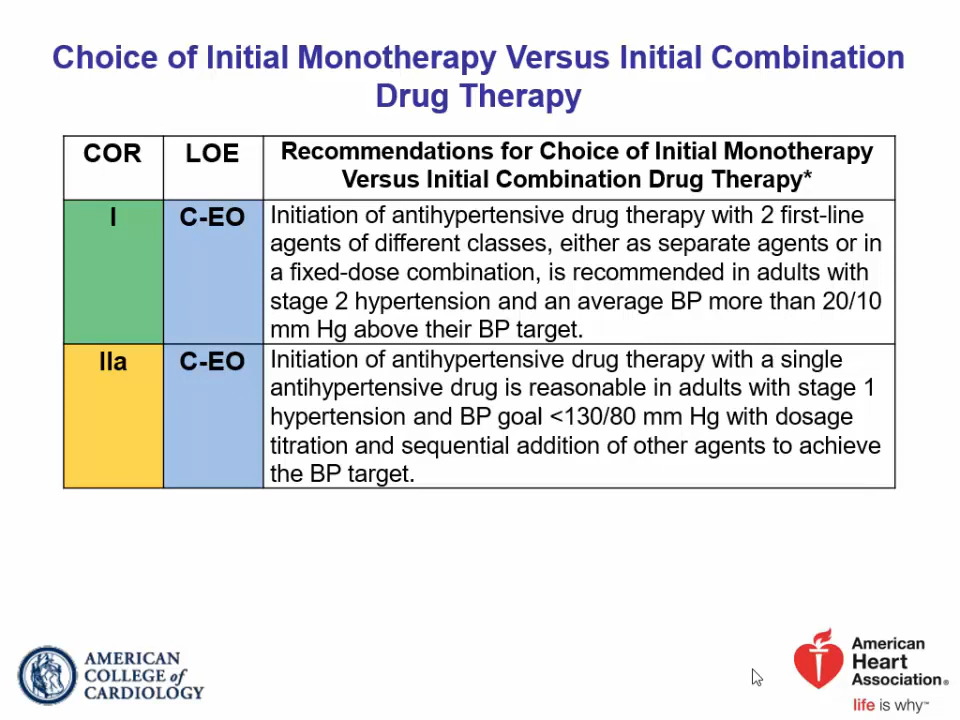 Choice of Initial Monotherapy Versus Initial Combination
Drug Therapy
COR
LOE
Recommendations for Choice of Initial Monotherapy
Versus Initial Combination Drug Therapy*
I
C-EO
Initiation of antihypertensive drug therapy with 2 first-line
agents of different classes, either as separate agents or in
a fixed-dose combination, is recommended in adults with
stage 2 hypertension and an average BP more than 20/10
mm Hg above their BP target.
IIa
C-EO
Initiation of antihypertensive drug therapy with a single
antihypertensive drug is reasonable in adults with stage 1
hypertension and BP goal <130/80 mm Hg with dosage
titration and sequential addition of other agents to achieve
the BP target.
AMERICAN
COLLEGE of
CARDIOLOGY
American
Heart
Association®
life is why™